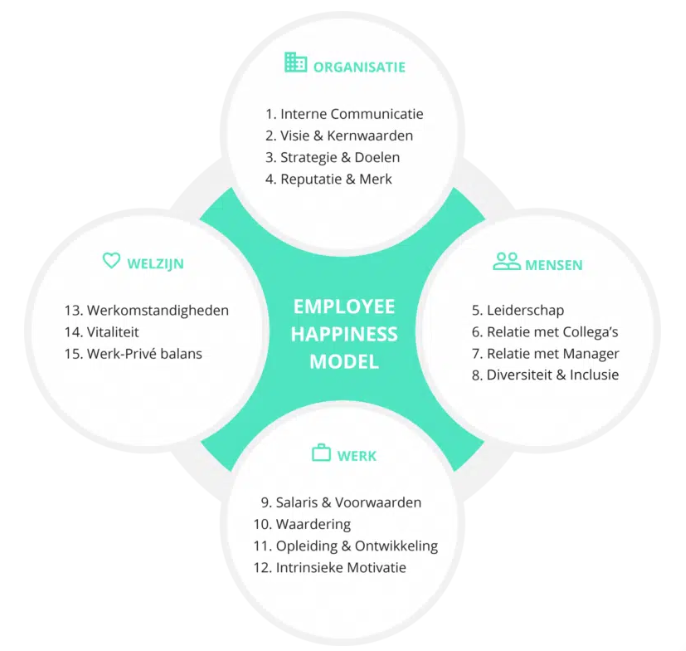 ORGANISATIE
1. Interne Communicatie
2. Visie & Kernwaarden
3. Strategie & Doelen
4. Reputatie & Merk
WELZIJN
13. Werkomstandigheden
14. Vitaliteit
15. Werk-Privé balans
EMPLOYEE
HAPPINESS
MODEL
MENSEN
5. Leiderschap
6. Relatie met Collega's
7. Relatie met Manager
8. Diversiteit & Inclusie
WERK
9. Salaris & Voorwaarden
10. Waardering
11. Opleiding & Ontwikkeling
12. Intrinsieke Motivatie